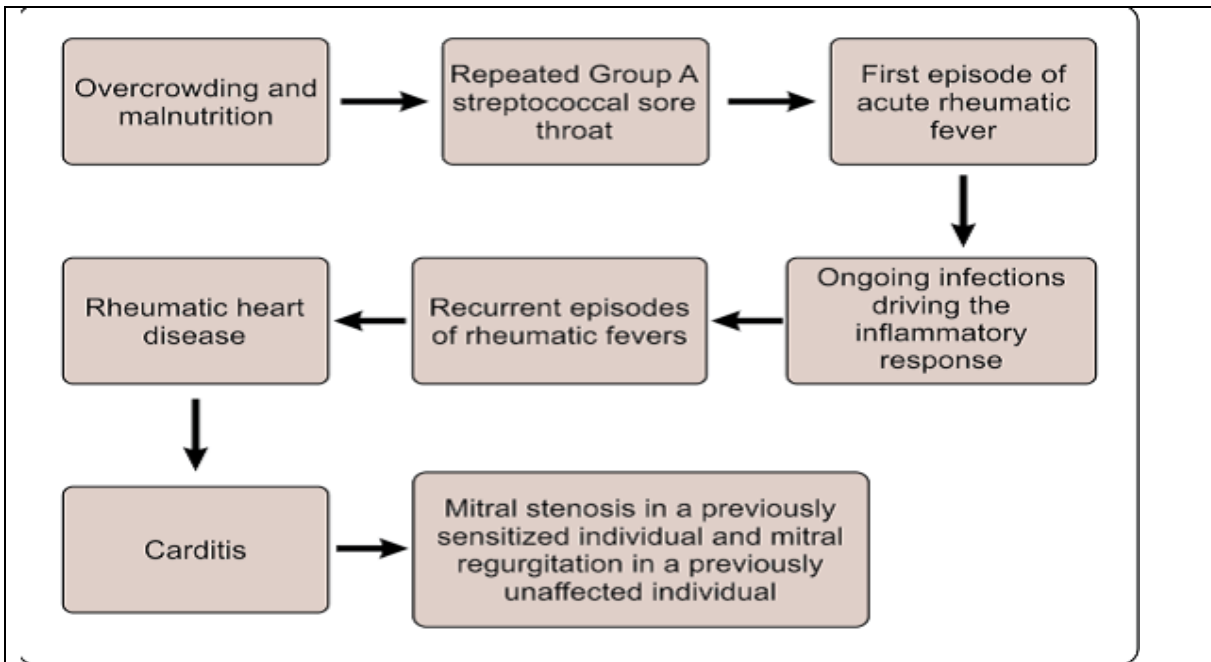 Overcrowding and
malnutrition
Repeated Group A
streptococcal sore
throat
First episode of
acute rheumatic
fever
Ongoing infections
driving the
inflammatory
response
Recurrent episodes
of rheumatic fevers
Rheumatic heart
disease
Carditis
Mitral stenosis in a previously
sensitized individual and mitral
regurgitation in a previously
unaffected individual